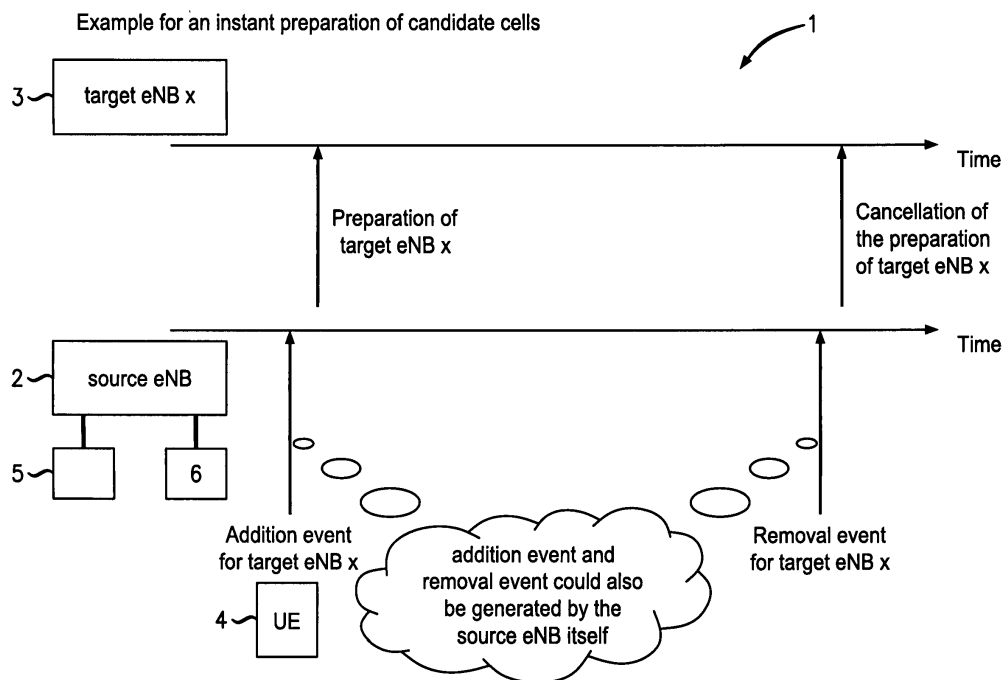 Example for an instant preparation of candidate cells
1
3
target eNB x
Time
Preparation of
target eNB x
Cancellation of
the preparation
of target eNB x
Time
2
source eNB
5
6
Addition event
for target eNB x
Removal event
for target eNB x
addition event and
removal event could also
be generated by the
source eNB itself
4
UE